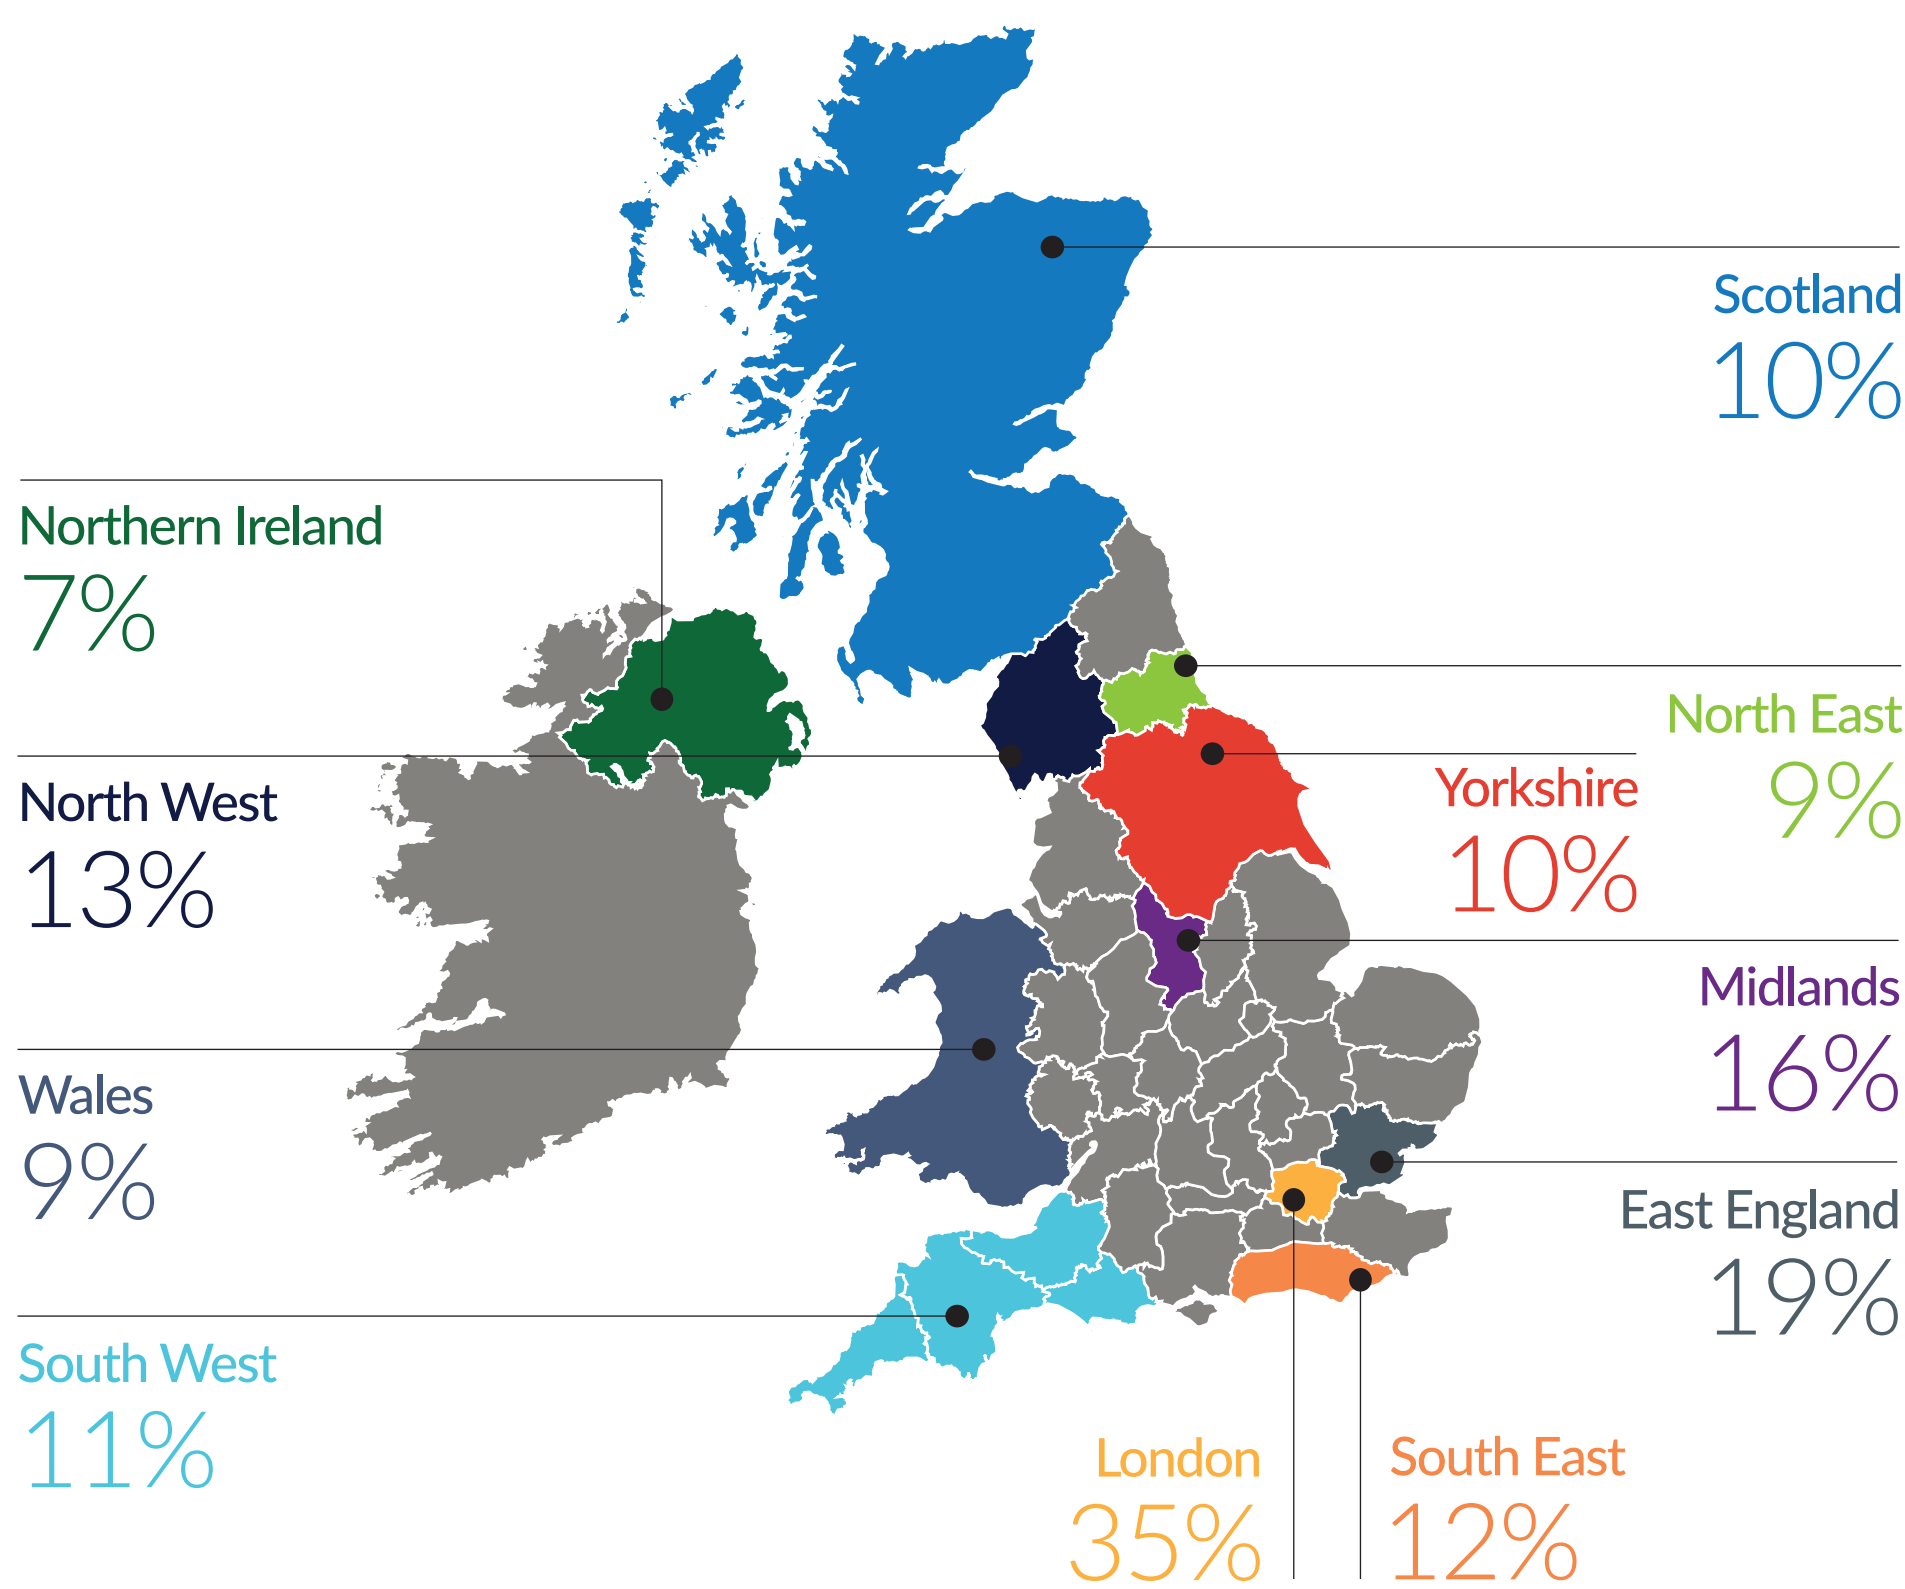 Scotland
10%
Northern Ireland
7%
North East
9%
North West
13%
Yorkshire
10%
Midlands
16%
Wales
9%
East England
19%
South West
11%
London
35%
South East
12%